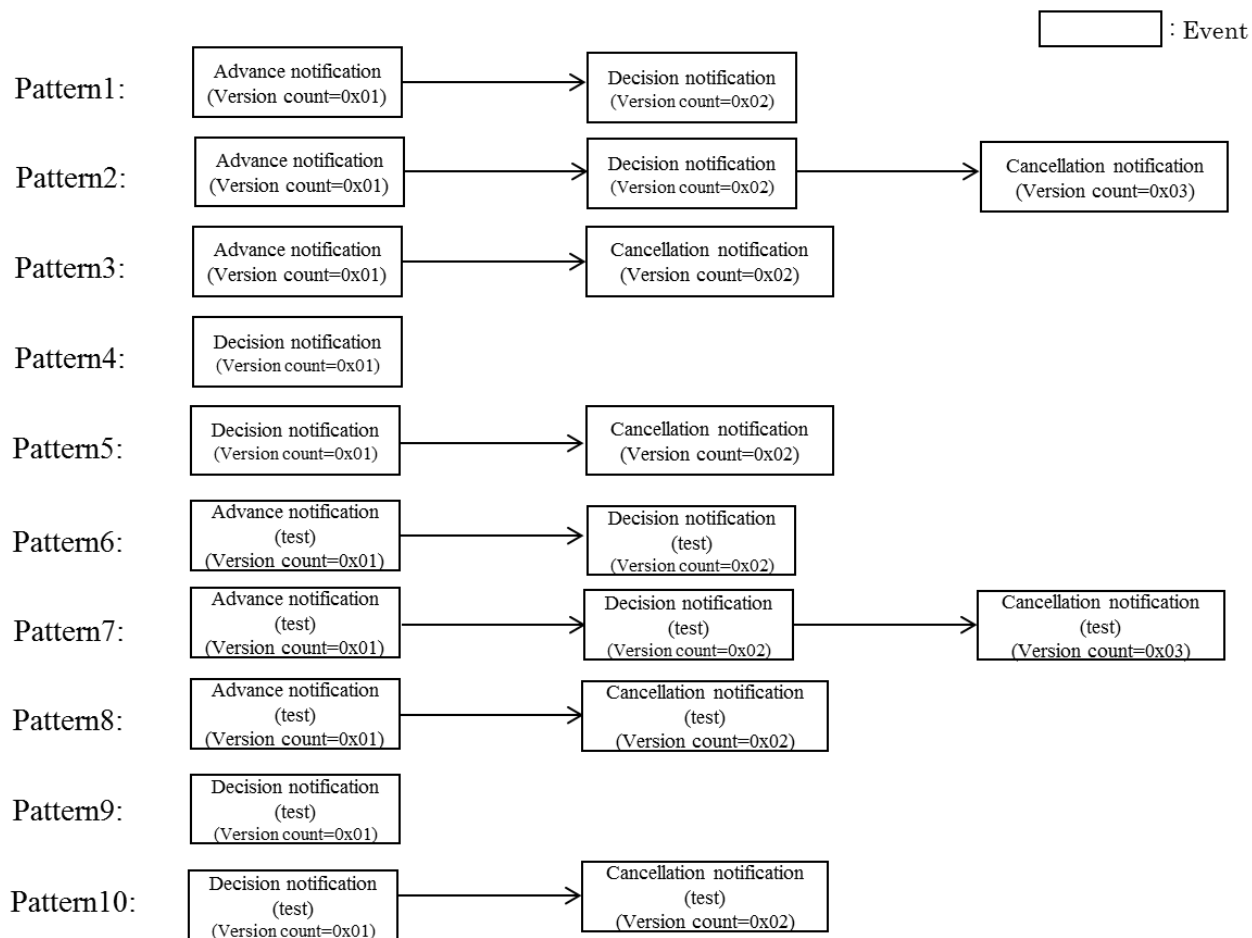 : Event
Pattern1:
Advance notification
(Version count=0x01)
Decision notification
(Version count=0x02)
Pattern2:
Advance notification
(Version count=0x01)
Decision notification
(Version count=0x02)
Cancellation notification
(Version count=0x03)
Pattern3:
Advance notification
(Version count=0x01)
Cancellation notification
(Version count=0x02)
Pattern4:
Decision notification
(Version count=0x01)
Pattern5:
Decision notification
(Version count=0x01)
Cancellation notification
(Version count=0x02)
Pattern6:
Advance notification
(test)
(Version count=0x01)
Decision notification
(test)
(Version count=0x02)
Pattern7:
Advance notification
(test)
(Version count=0x01)
Decision notification
(test)
(Version count=0x02)
Cancellation notification
(test)
(Version count=0x03)
Pattern8:
Advance notification
(test)
(Version count=0x01)
Cancellation notification
(test)
(Version count=0x02)
Pattern9:
Decision notification
(test)
(Version count=0x01)
Pattern10:
Decision notification
(test)
(Version count=0x01)
Cancellation notification
(test)
(Version count=0x02)